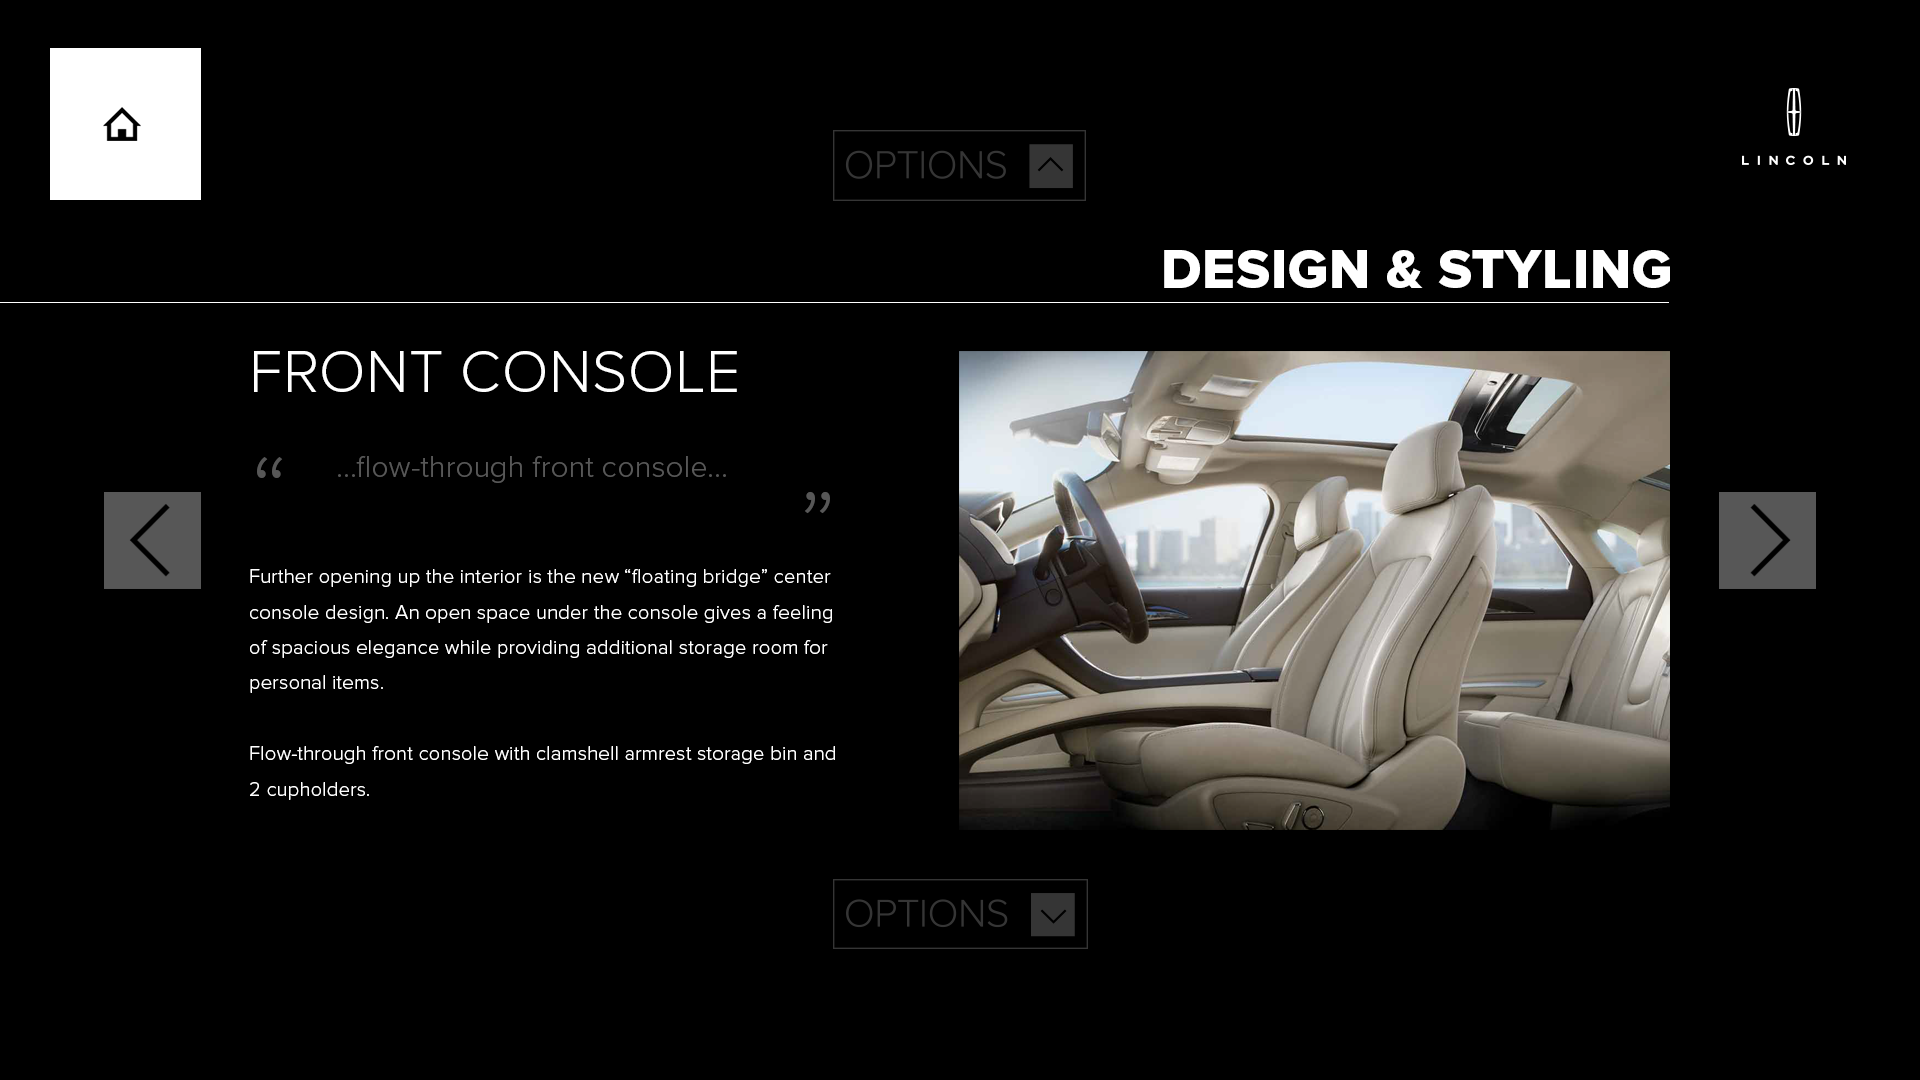 OPTIONS
LINCOLN
DESIGN & STYLING
FRONT CONSOLE
“ ...flow-through front console... ”
Further opening up the interior is the new “floating bridge” center
console design. An open space under the console gives a feeling
of spacious elegance while providing additional storage room for
personal items.
Flow-through front console with clamshell armrest storage bin and
2 cupholders.
OPTIONS